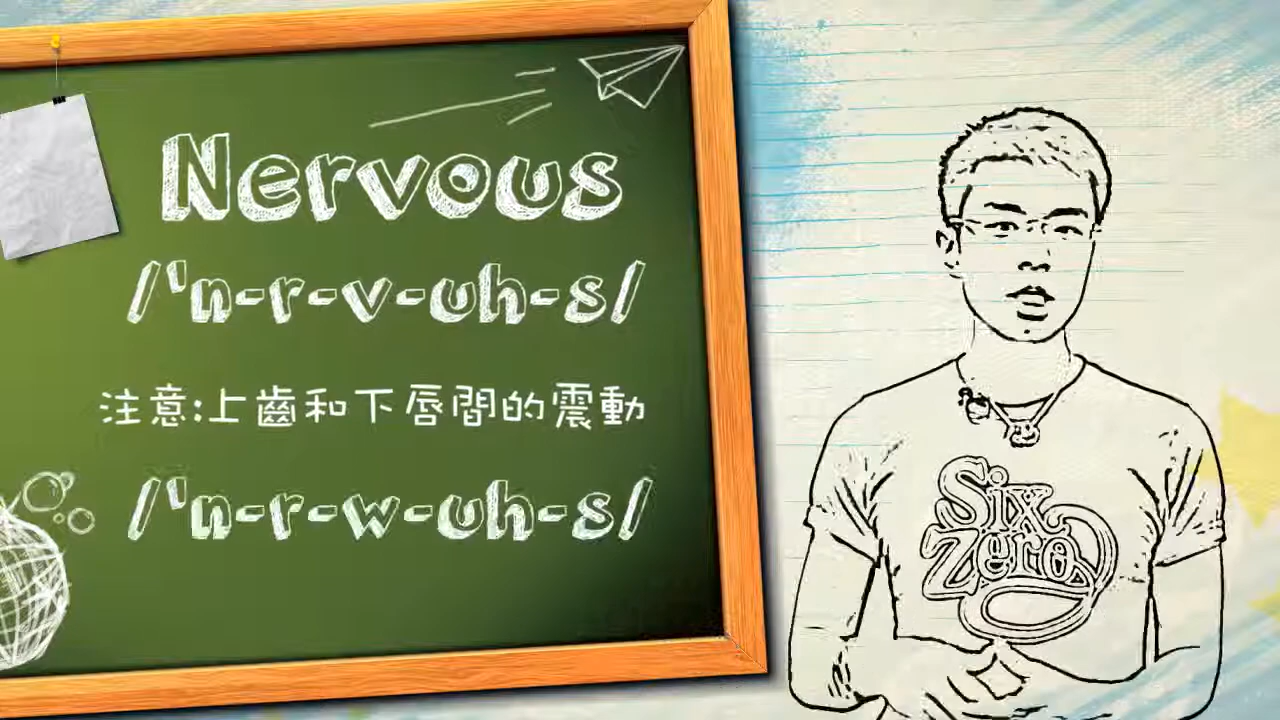 Nervous
/'n-r-v-uh-s/
注意:上齒和下唇間的震動
/'n-r-w-uh-s/
Six
Zero